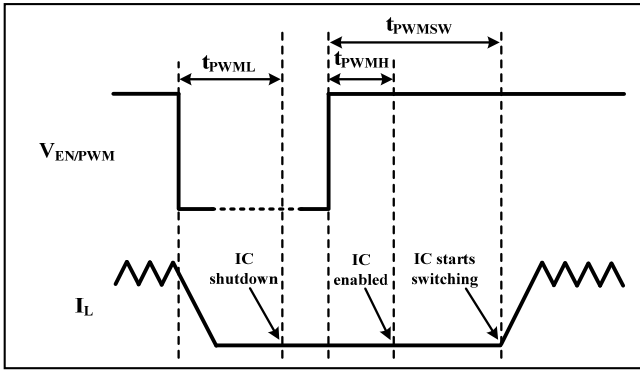 tPWMSW
tPWML
tPWMH
VEN/PWM
IC
shutdown
IC
enabled
IC starts
switching
IL